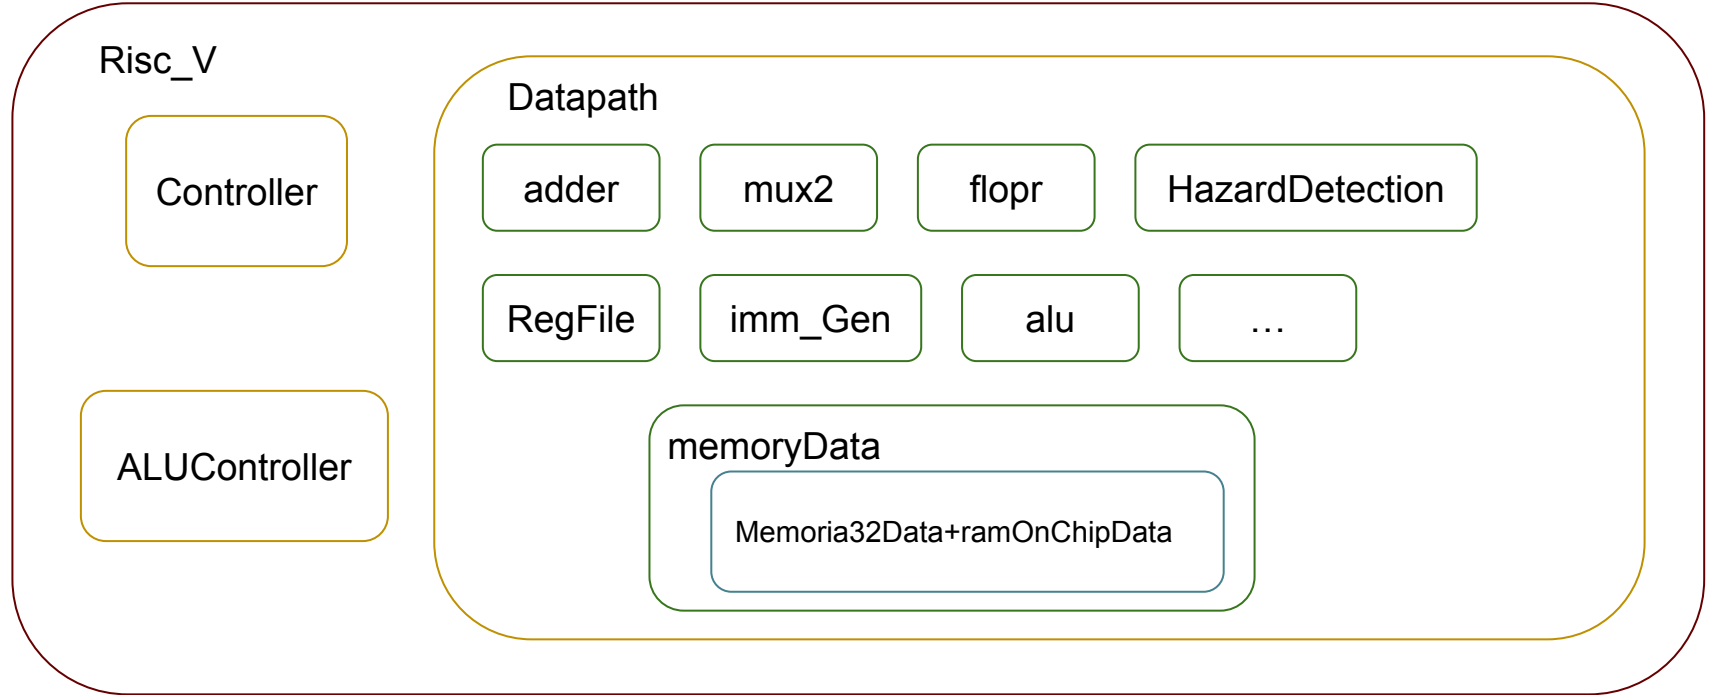 Risc_V
Controller
ALUController
Datapath
adder
mux2
flopr
HazardDetection
RegFile
imm_Gen
alu
…
memoryData
Memoria32Data+ramOnChipData